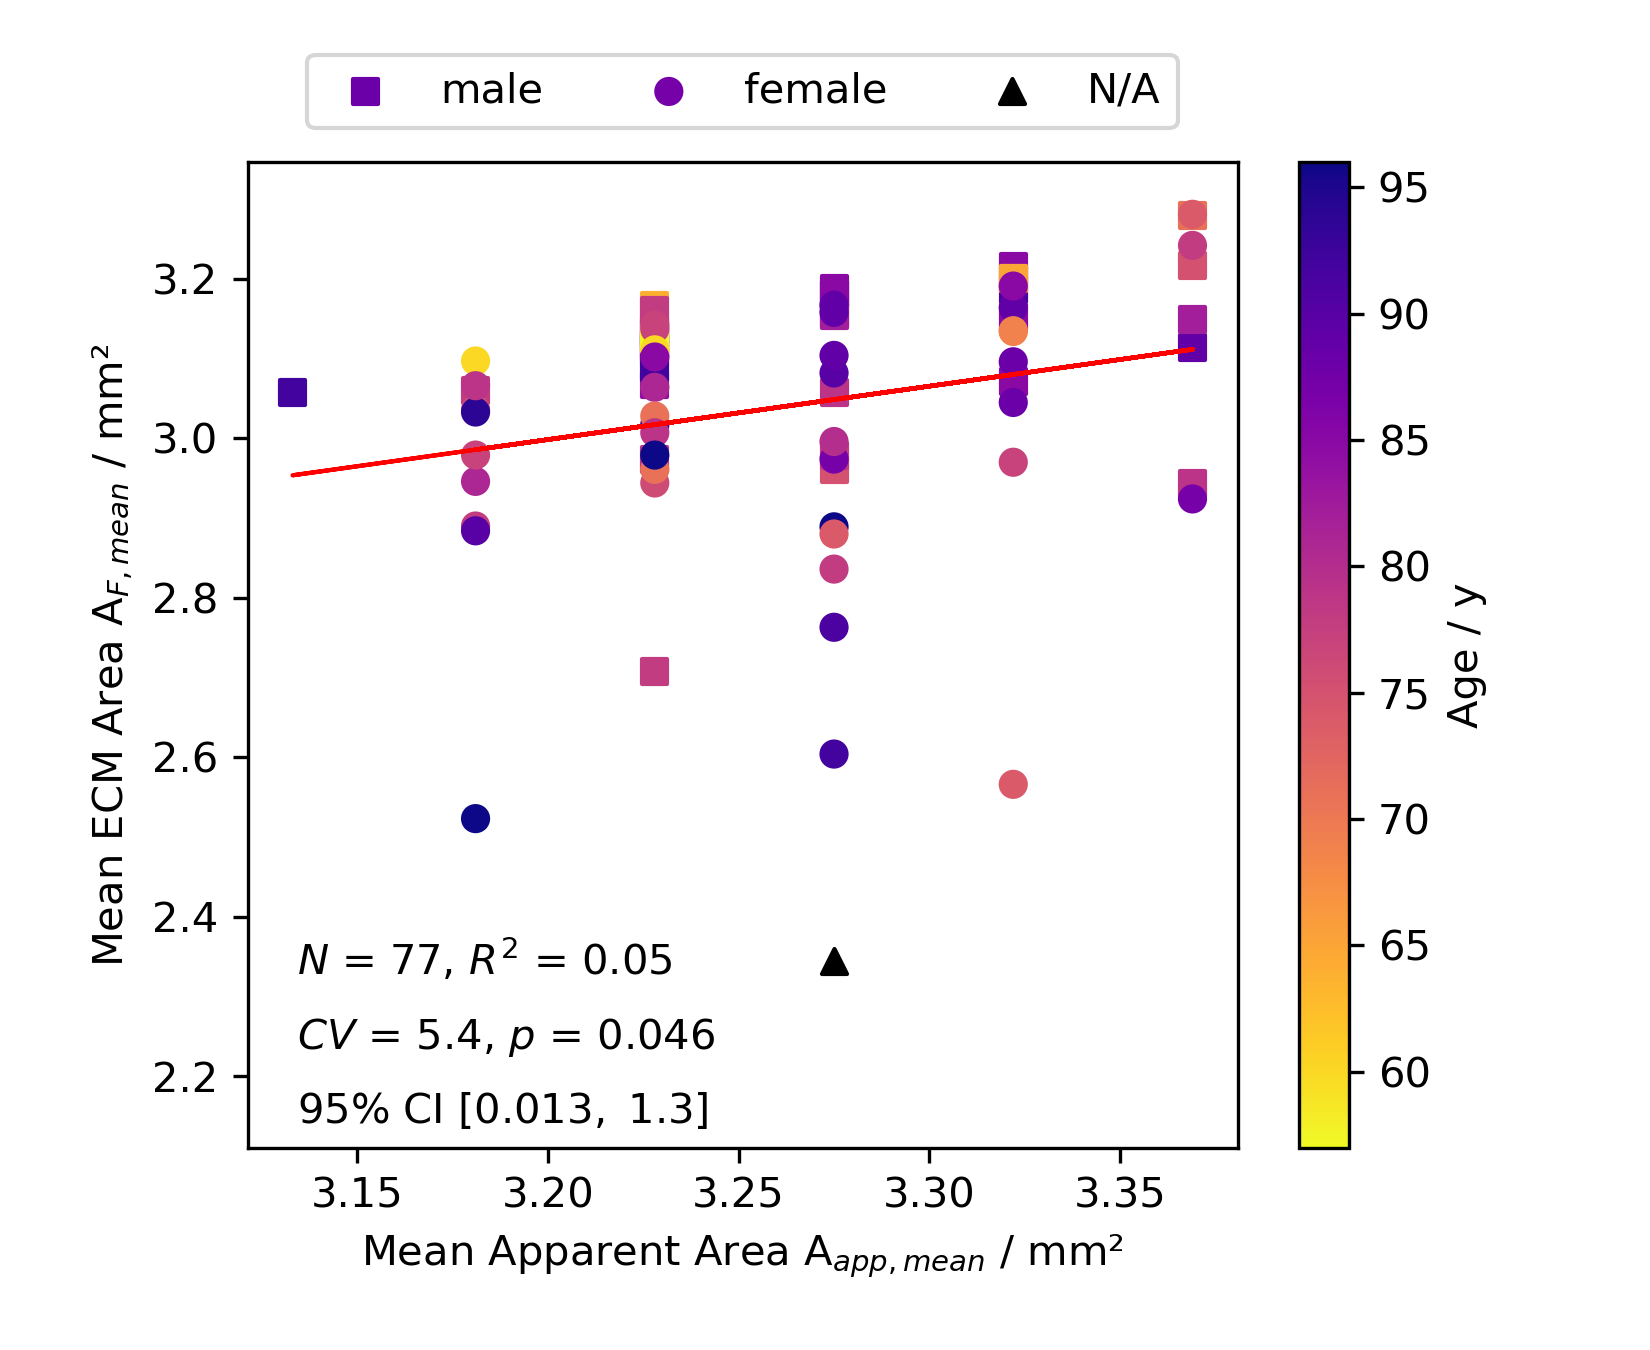 male female N/A
3.2
3.0
2.8
2.6
2.4
2.2
Mean ECM Area A_{F, mean} / mm²
N = 77, R² = 0.05
CV = 5.4, p = 0.046
95% CI [0.013, 1.3]
3.15 3.20 3.25 3.30 3.35
Mean Apparent Area A_{app, mean} / mm²
95
90
85
80
75
70
65
60
Age / y